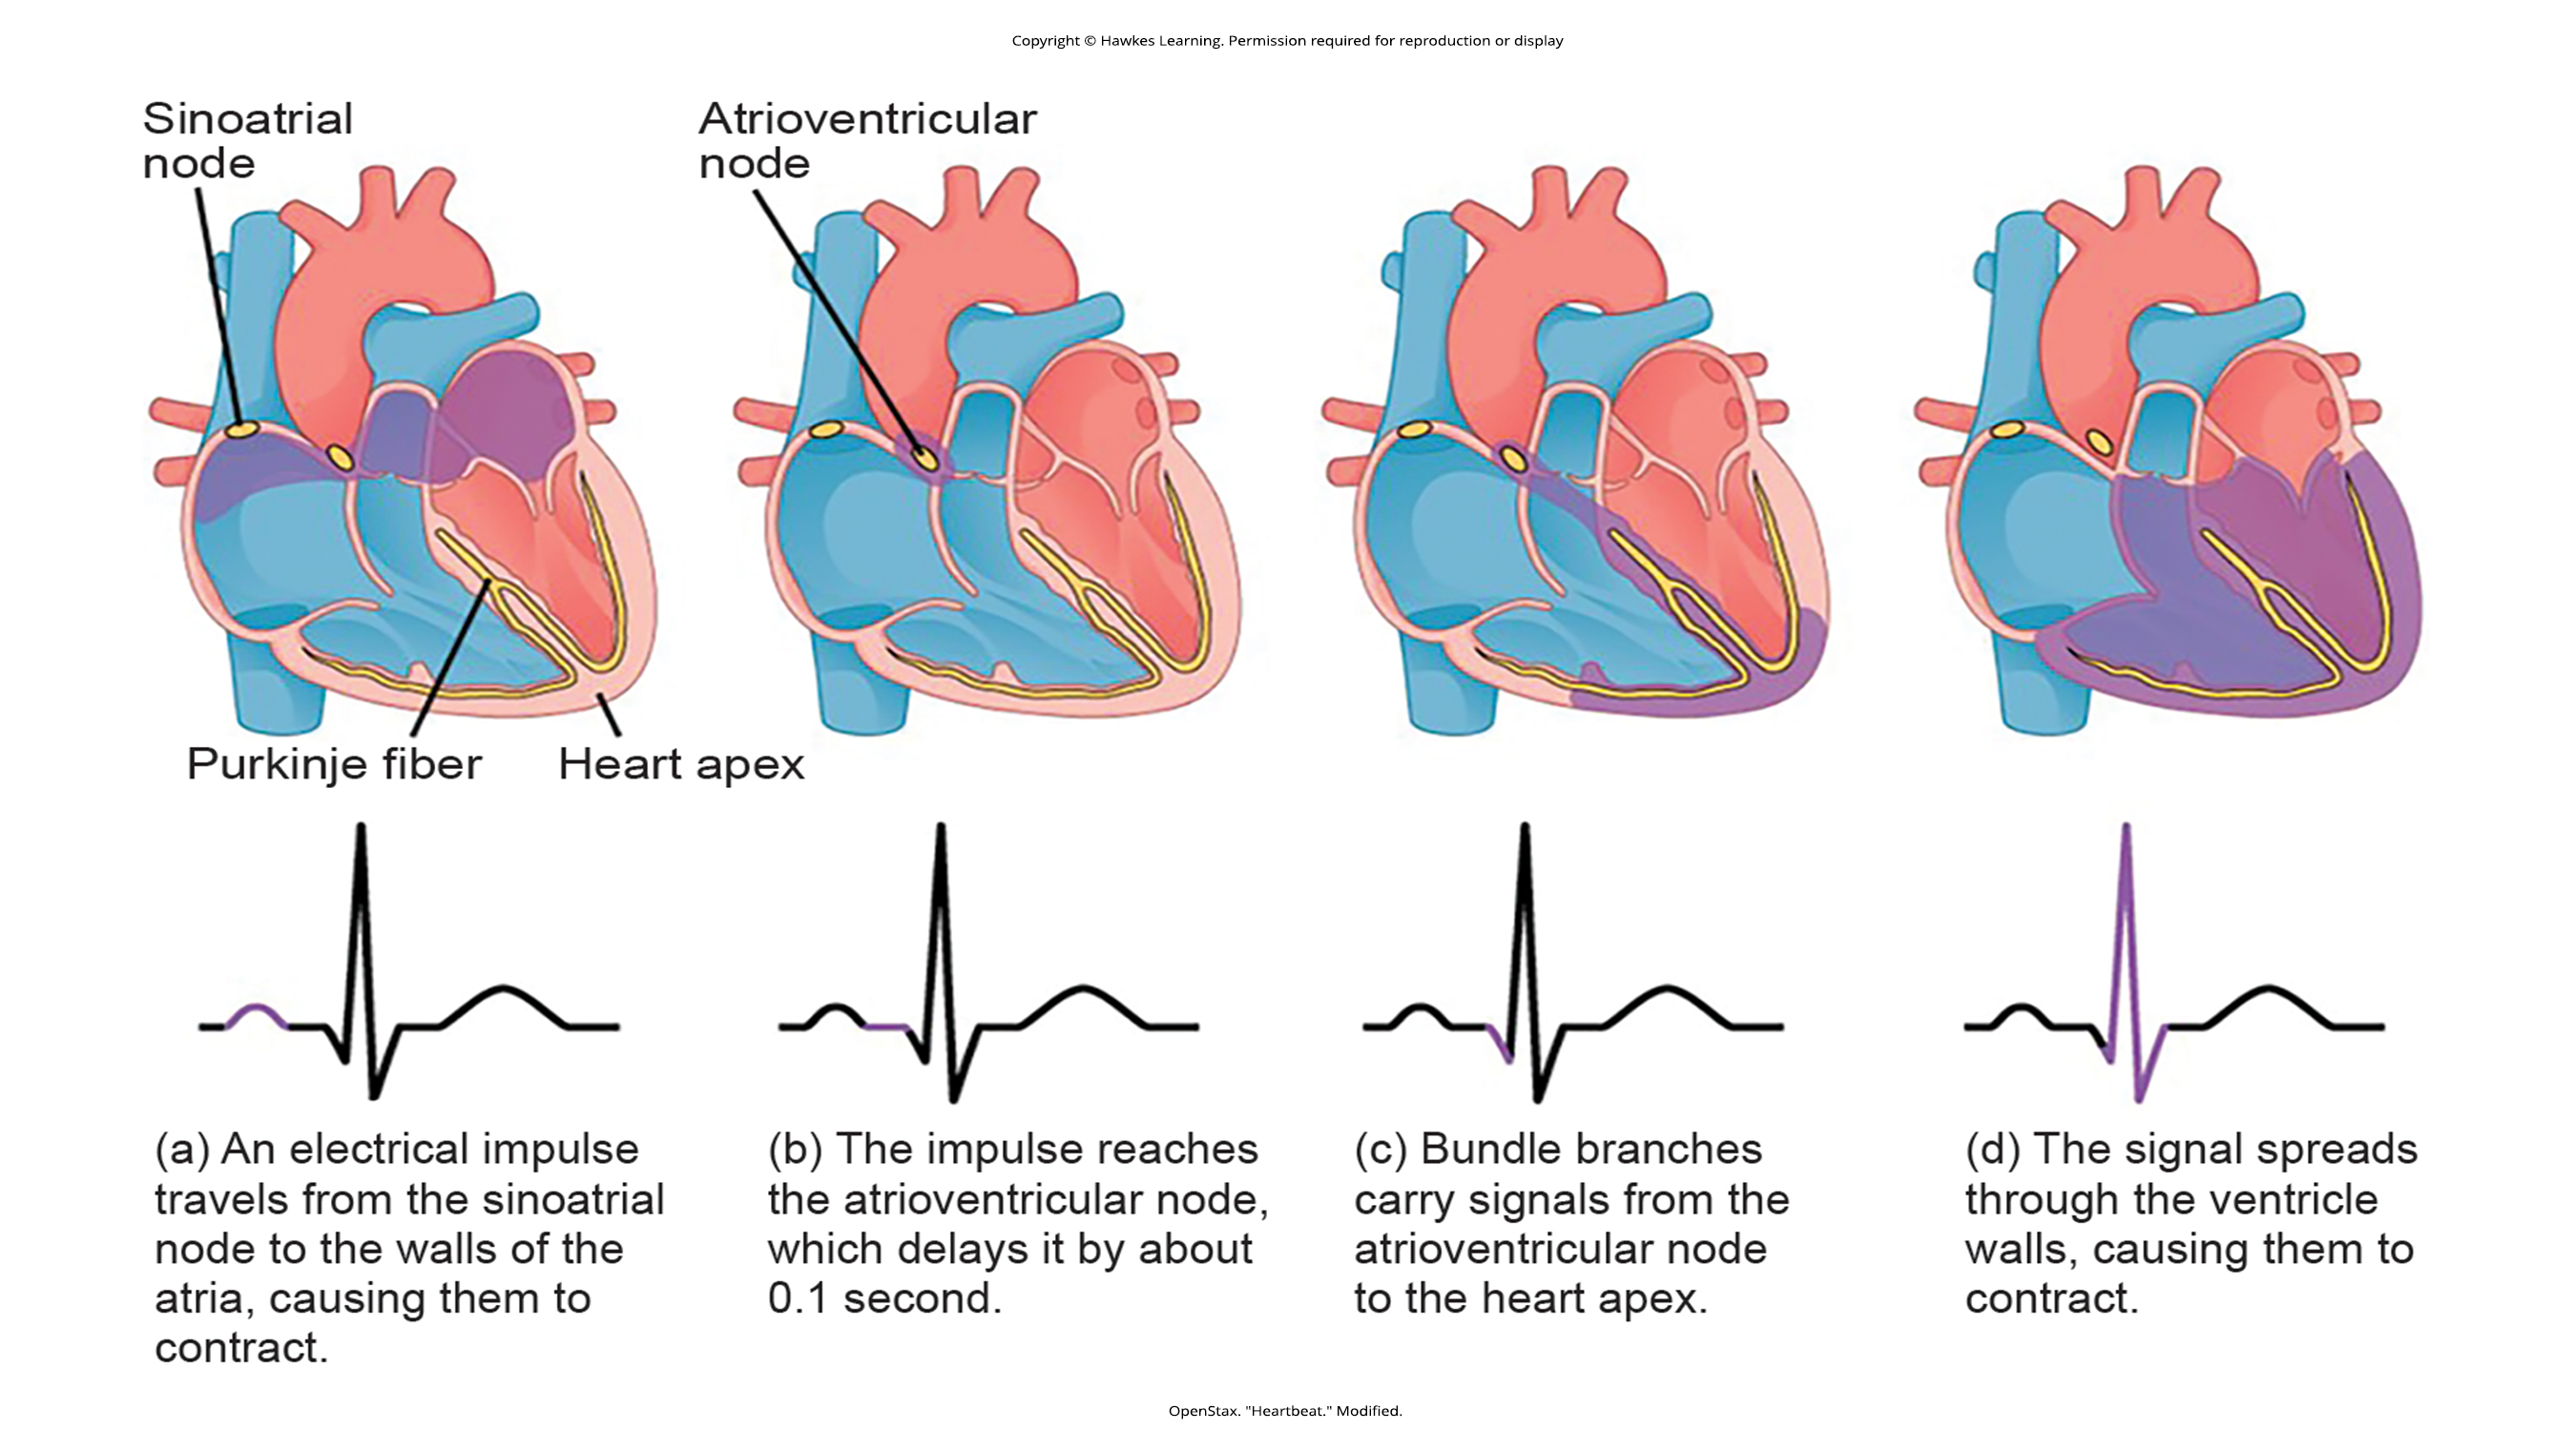 Copyright © Hawkes Learning. Permission required for reproduction or display
Sinoatrial
node
Atrioventricular
node
Purkinje fiber
Heart apex
(a) An electrical impulse
travels from the sinoatrial
node to the walls of the
atria, causing them to
contract.
(b) The impulse reaches
the atrioventricular node,
which delays it by about
0.1 second.
(c) Bundle branches
carry signals from the
atrioventricular node
to the heart apex.
(d) The signal spreads
through the ventricle
walls, causing them to
contract.
OpenStax. "Heartbeat." Modified.